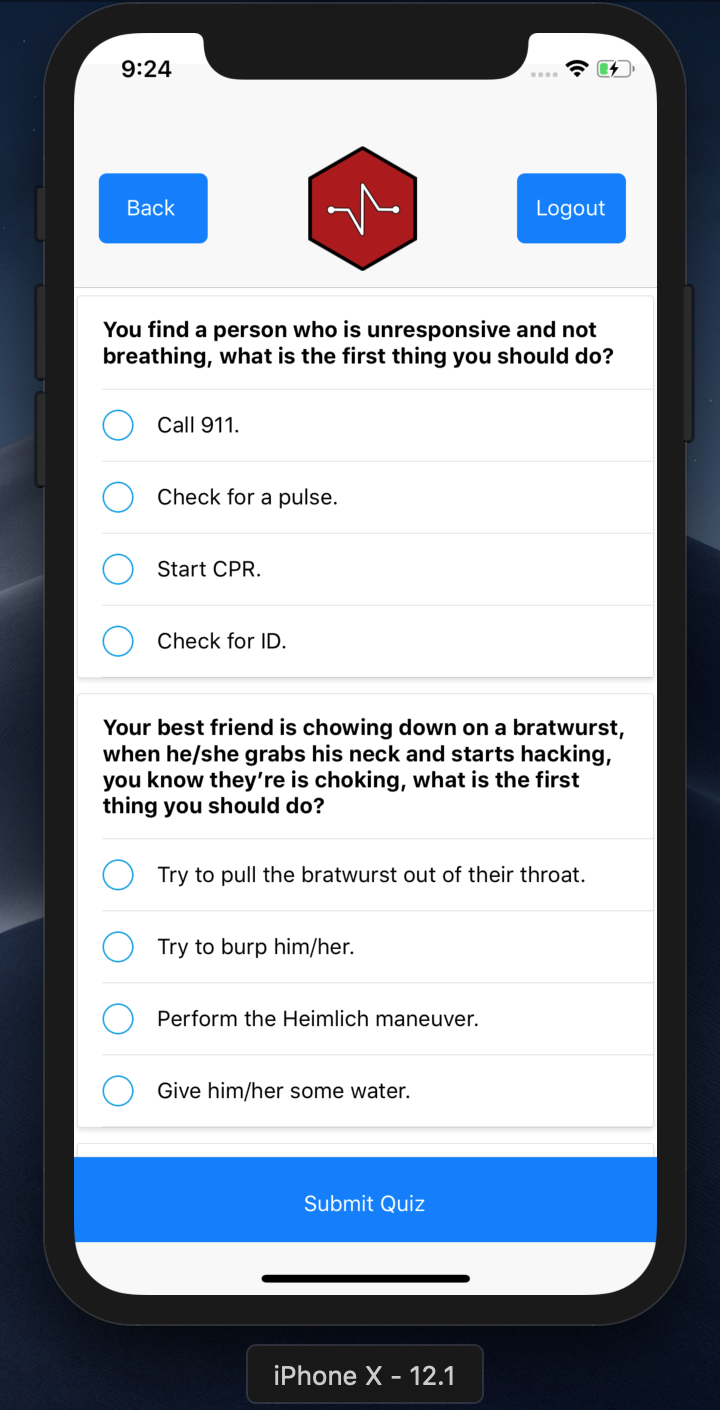 9:24
Back
Logout
You find a person who is unresponsive and not
breathing, what is the first thing you should do?
Call 911.
Check for a pulse.
Start CPR.
Check for ID.
Your best friend is chowing down on a bratwurst,
when he/she grabs his neck and starts hacking,
you know they’re is choking, what is the first
thing you should do?
Try to pull the bratwurst out of their throat.
Try to burp him/her.
Perform the Heimlich maneuver.
Give him/her some water.
Submit Quiz
iPhone X - 12.1